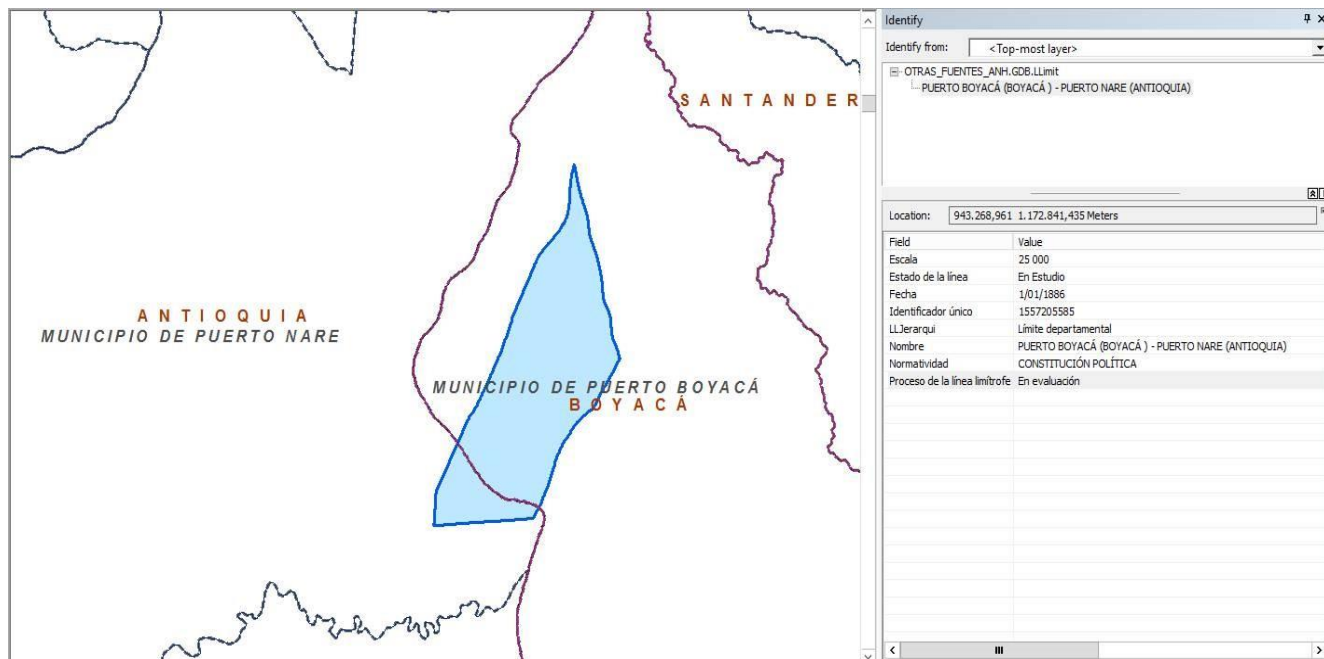 SANTANDER
ANTIOQUIA
MUNICIPIO DE PUERTO NARE
MUNICIPIO DE PUERTO BOYACÁ
BOYACÁ
Identify
Identify from: <Top-most layer>
OTRAS_FUENTES_ANH.GDB.LLimit
PUERTO BOYACÁ (BOYACÁ ) - PUERTO NARE (ANTIOQUIA)
Location: 943.268,961 1.172.841,435 Meters
Field Value
Escala 25 000
Estado de la línea En Estudio
Fecha 1/01/1886
Identificador único 1557205585
LLJerarqui Límite departamental
Nombre PUERTO BOYACÁ (BOYACÁ ) - PUERTO NARE (ANTIOQUIA)
Normatividad CONSTITUCIÓN POLÍTICA
Proceso de la línea limítrofe En evaluación